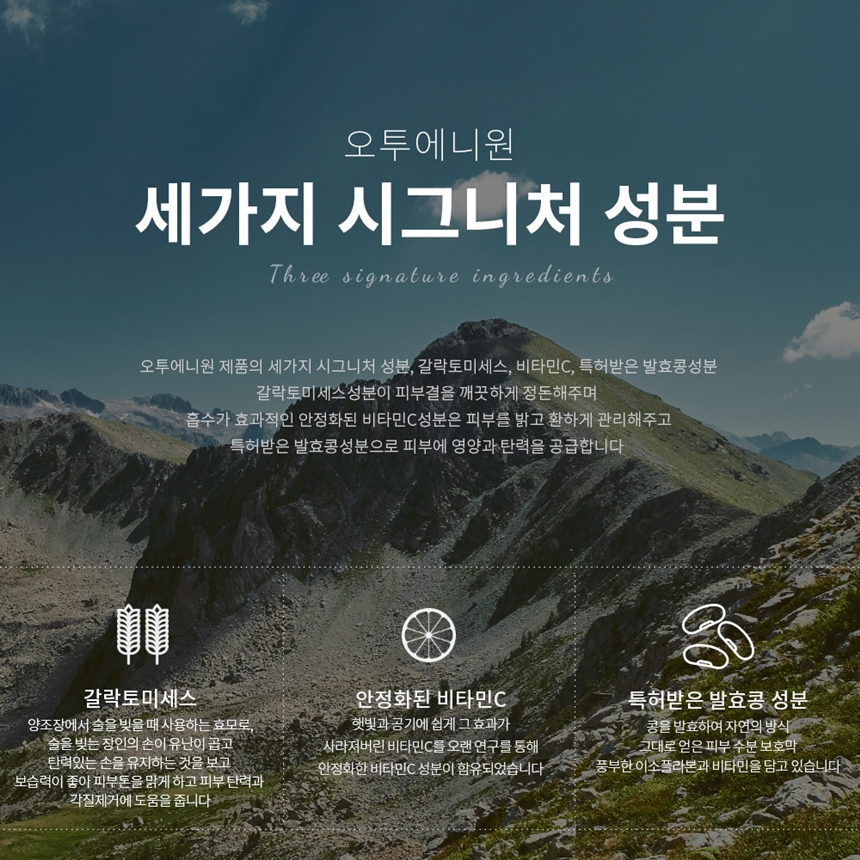 오투에니원
세가지 시그니처 성분
Three signature ingredients
오투에니원 제품의 세가지 시그니처 성분, 갈락토미세스, 비타민C, 특허받은 발효콩성분
갈락토미세스성분이 피부결을 깨끗하게 정돈해주며
흡수가 효과적인 안정화된 비타민C성분은 피부를 밝고 환하게 관리해주고
특허받은 발효콩성분으로 피부에 영양과 탄력을 공급합니다
갈락토미세스
양조장에서 술을 빚을 때 사용하는 효모로,
술을 빚는 장인의 손이 유난이 곱고
탄력있는 손을 유지하는 것을 보고
보습력이 좋아 피부톤을 맑게 하고 피부 탄력과
각질제거에 도움을 줍니다
안정화된 비타민C
햇빛과 공기에 쉽게 그 효과가
사라져버린 비타민C를 오랜 연구를 통해
안정화한 비타민C 성분이 함유되었습니다
특허받은 발효콩 성분
콩을 발효하여 자연의 방식
그대로 얻은 피부 수분 보호막
풍부한 이소플라본과 비타민을 담고 있습니다